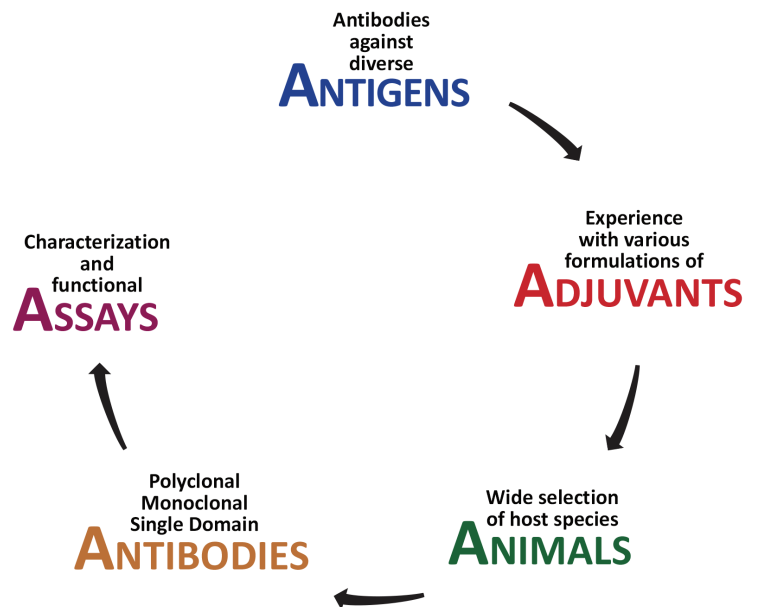 Antibodies
against
diverse
ANTIGENS
Experience
with various
formulations of
ADJUVANTS
Wide selection
of host species
ANIMALS
Polyclonal
Monoclonal
Single Domain
ANTIBODIES
Characterization
and
functional
ASSAYS